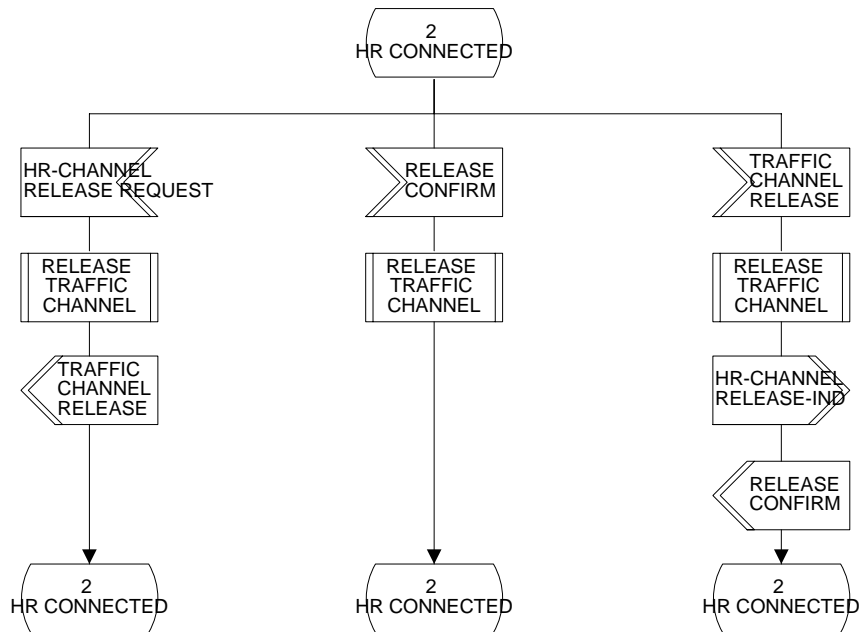 2
HR CONNECTED
HR-CHANNEL
RELEASE REQUEST
RELEASE
CONFIRM
TRAFFIC
CHANNEL
RELEASE
RELEASE
TRAFFIC
CHANNEL
RELEASE
TRAFFIC
CHANNEL
RELEASE
TRAFFIC
CHANNEL
TRAFFIC
CHANNEL
RELEASE
HR-CHANNEL
RELEASE-IND
RELEASE
CONFIRM
2
HR CONNECTED
2
HR CONNECTED
2
HR CONNECTED